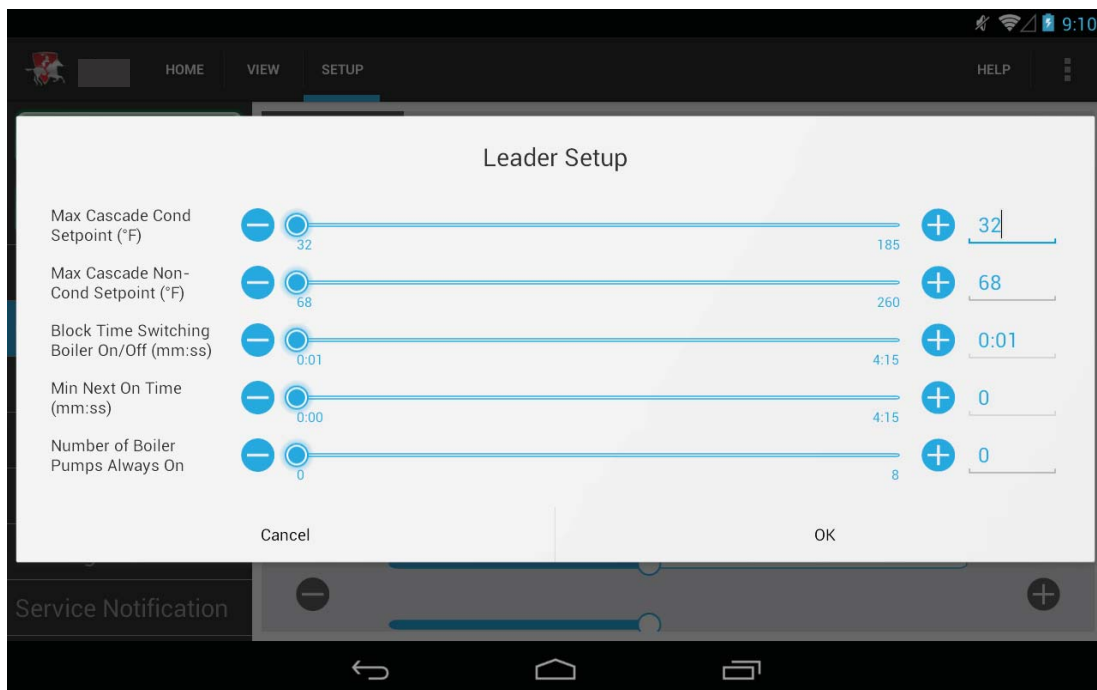 9:10
HOME VIEW SETUP HELP
Leader Setup
Max Cascade Cond
Setpoint (°F)
32 185
32
Max Cascade Non-
Cond Setpoint (°F)
68 260
68
Block Time Switching
Boiler On/Off (mm:ss)
0:01 4:15
0:01
Min Next On Time
(mm:ss)
0:00 4:15
0
Number of Boiler
Pumps Always On
0 8
0
Cancel OK
Service Notification